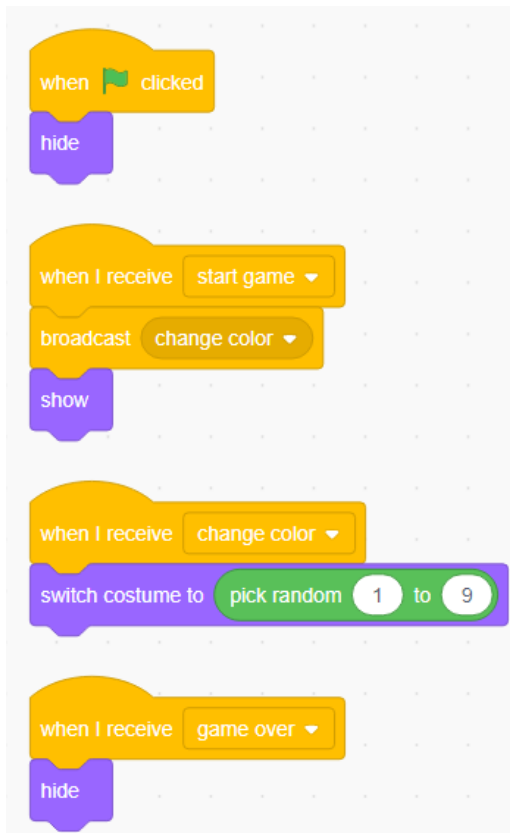 when clicked
hide
when I receive start game
broadcast change color
show
when I receive change color
switch costume to pick random 1 to 9
when I receive game over
hide